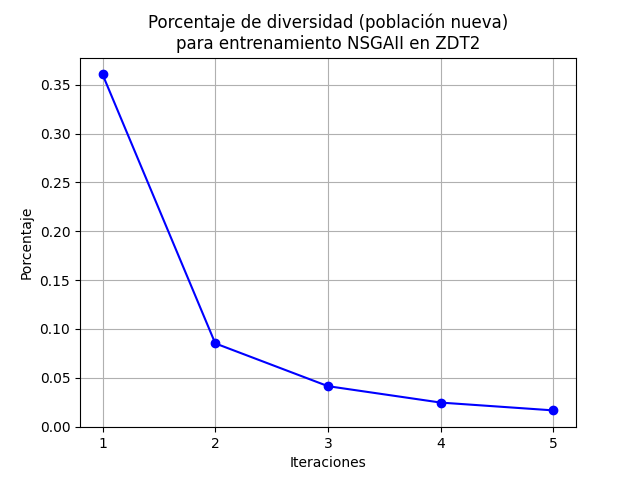 Porcentaje de diversidad (población nueva)
para entrenamiento NSGAII en ZDT2
0.35
0.30
0.25
0.20
0.15
0.10
0.05
0.00
Porcentaje
1 2 3 4 5
Iteraciones